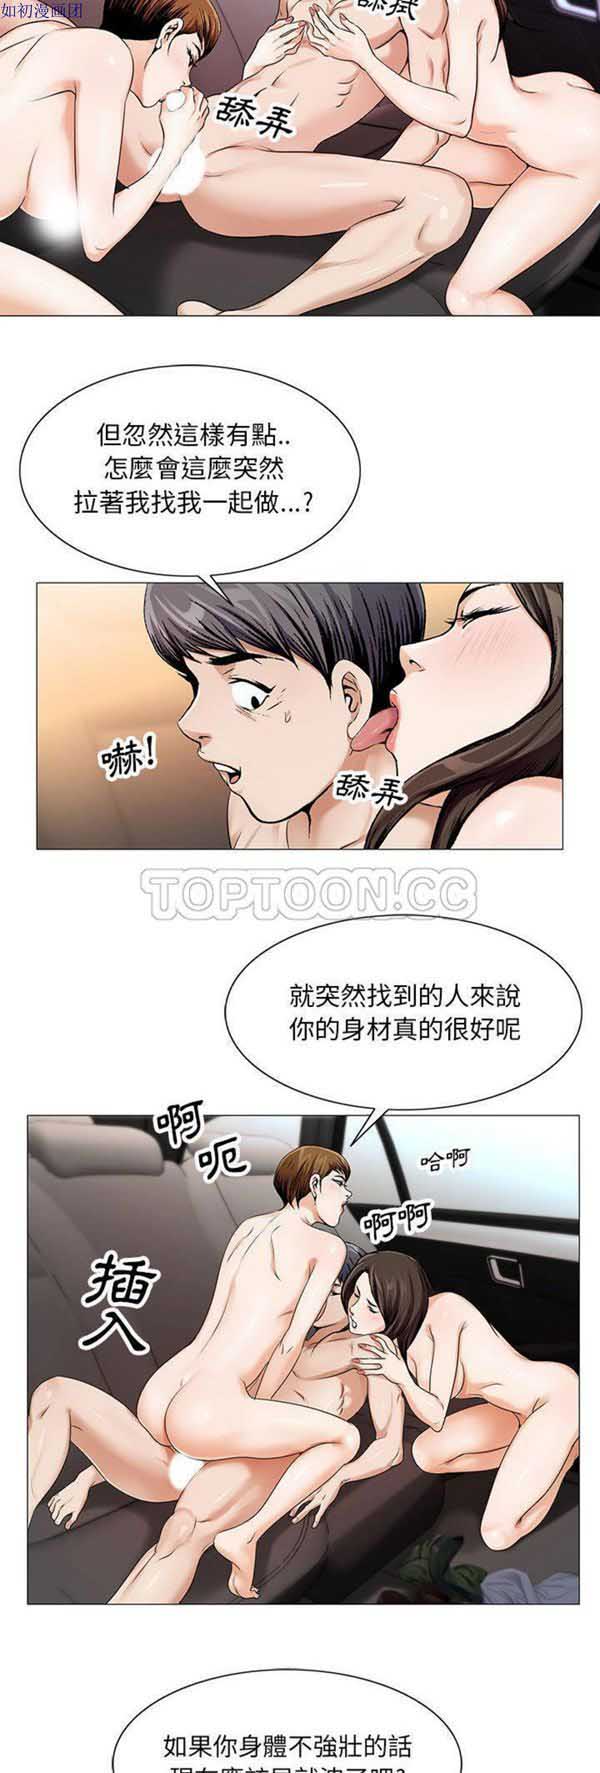 如初漫画团
舔拭
舔弄
但忽然這樣有點..
怎麼會這麼突然
拉著我找我一起做...?
嚇!
舔弄
TOPTOON.CC
就突然找到的人來說
你的身材真的很好呢
啊
呃
哈啊
啊啊
插入
如果你身體不強壯的話